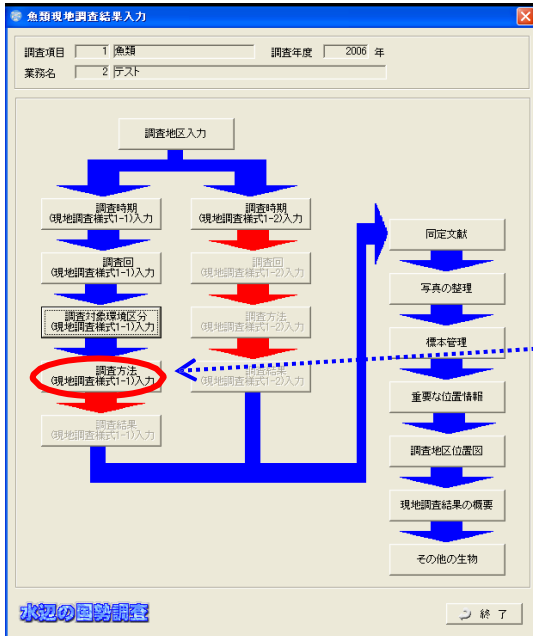 魚類現地調査結果入力
調査項目 1 魚類 調査年度 2006 年
業務名 2 テスト
調査地区入力
調査時期
(現地調査様式1-1)入力
調査回
(現地調査様式1-1)入力
調査対象環境区分
(現地調査様式1-1)入力
調査方法
(現地調査様式1-1)入力
調査結果
(現地調査様式1-1)入力
調査時期
(現地調査様式1-2)入力
調査回
(現地調査様式1-2)入力
調査方法
(現地調査様式1-2)入力
調査結果
(現地調査様式1-2)入力
同定文献
写真の整理
標本管理
重要な位置情報
調査地区位置図
現地調査結果の概要
その他の生物
水辺の国勢調査
終了